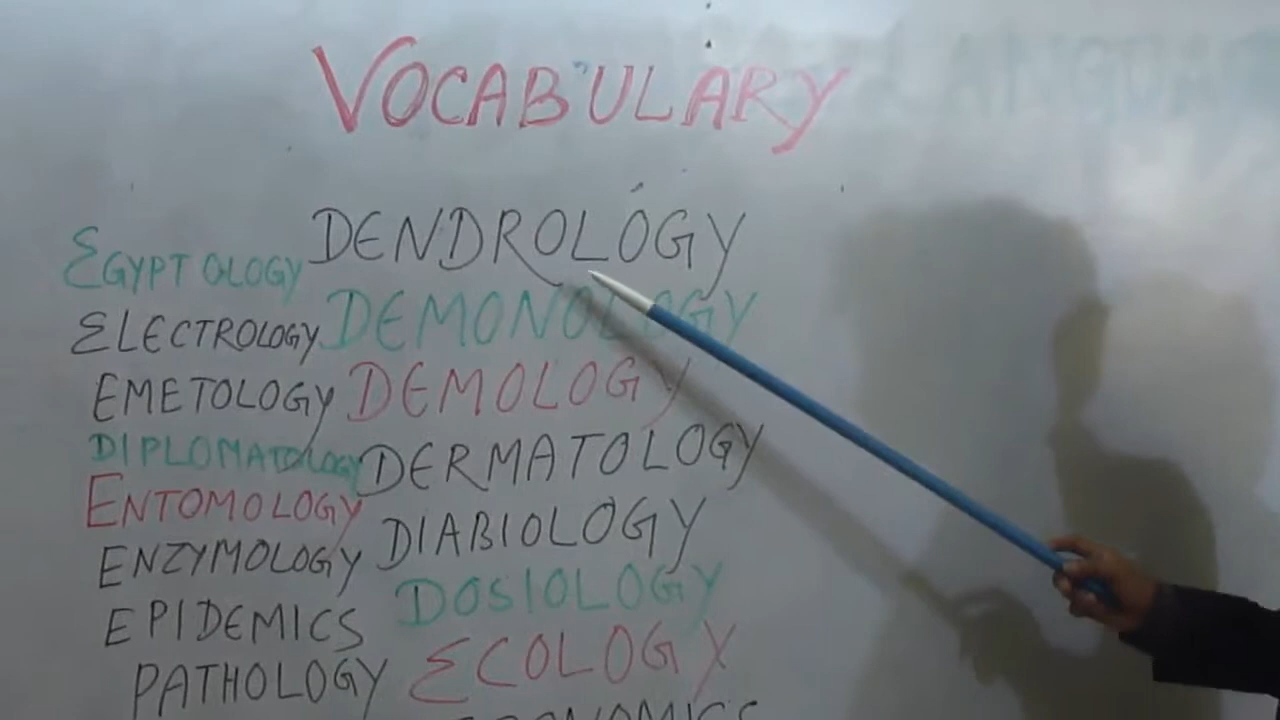 VOCABULARY
DENDROLOGY
DEMONOLOGY
DEMOLOGY
DERMATOLOGY
DIABIOLOGY
DOSIOLOGY
ECOLOGY
EGYPTOLOGY
ELECTROLOGY
EMETOLOGY
DIPLOMATOLOGY
ENTOMOLOGY
ENZYMOLOGY
EPIDEMICS
PATHOLOGY